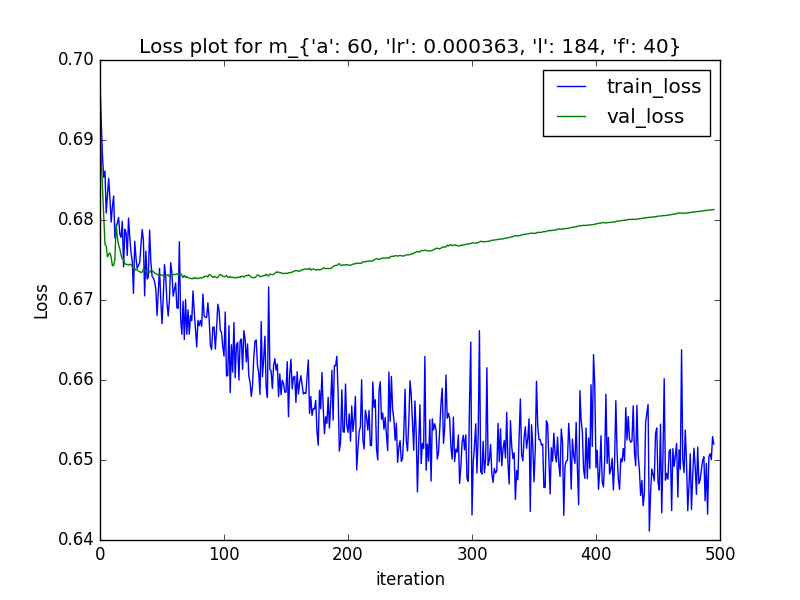 Loss plot for m_{'a': 60, 'lr': 0.000363, 'l': 184, 'f': 40}
train_loss
val_loss
0.70
0.69
0.68
0.67
0.66
0.65
0.64
Loss
0
100
200
300
400
500
iteration